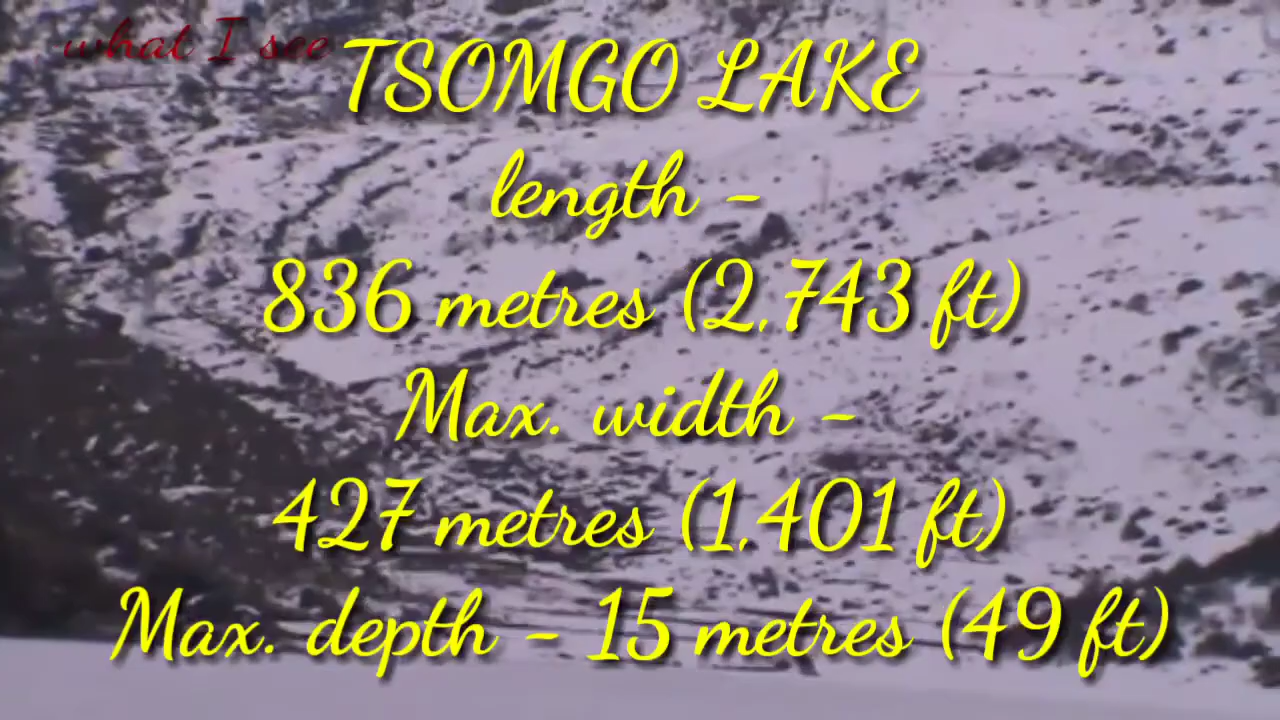 what I see
TSOMGO LAKE
length -
836 metres (2,743 ft)
Max. width -
427 metres (1,401 ft)
Max. depth - 15 metres (49 ft)